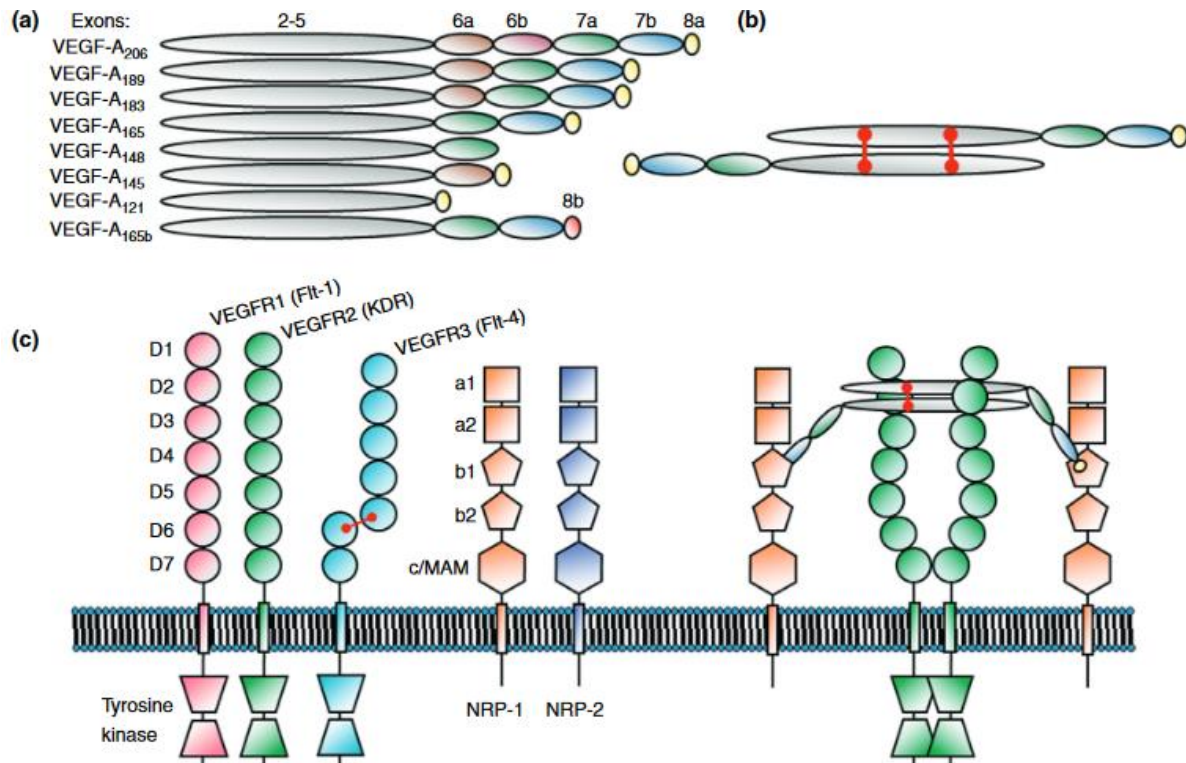 (a) Exons: 2-5 6a 6b 7a 7b 8a
VEGF-A206
VEGF-A189
VEGF-A183
VEGF-A165
VEGF-A148
VEGF-A145
VEGF-A121
8b
VEGF-A165b
(b)
(c)
VEGFR1 (Flt-1)
VEGFR2 (KDR)
VEGFR3 (Flt-4)
D1
D2
D3
D4
D5
D6
D7
a1
a2
b1
b2
c/MAM
Tyrosine
kinase
NRP-1 NRP-2